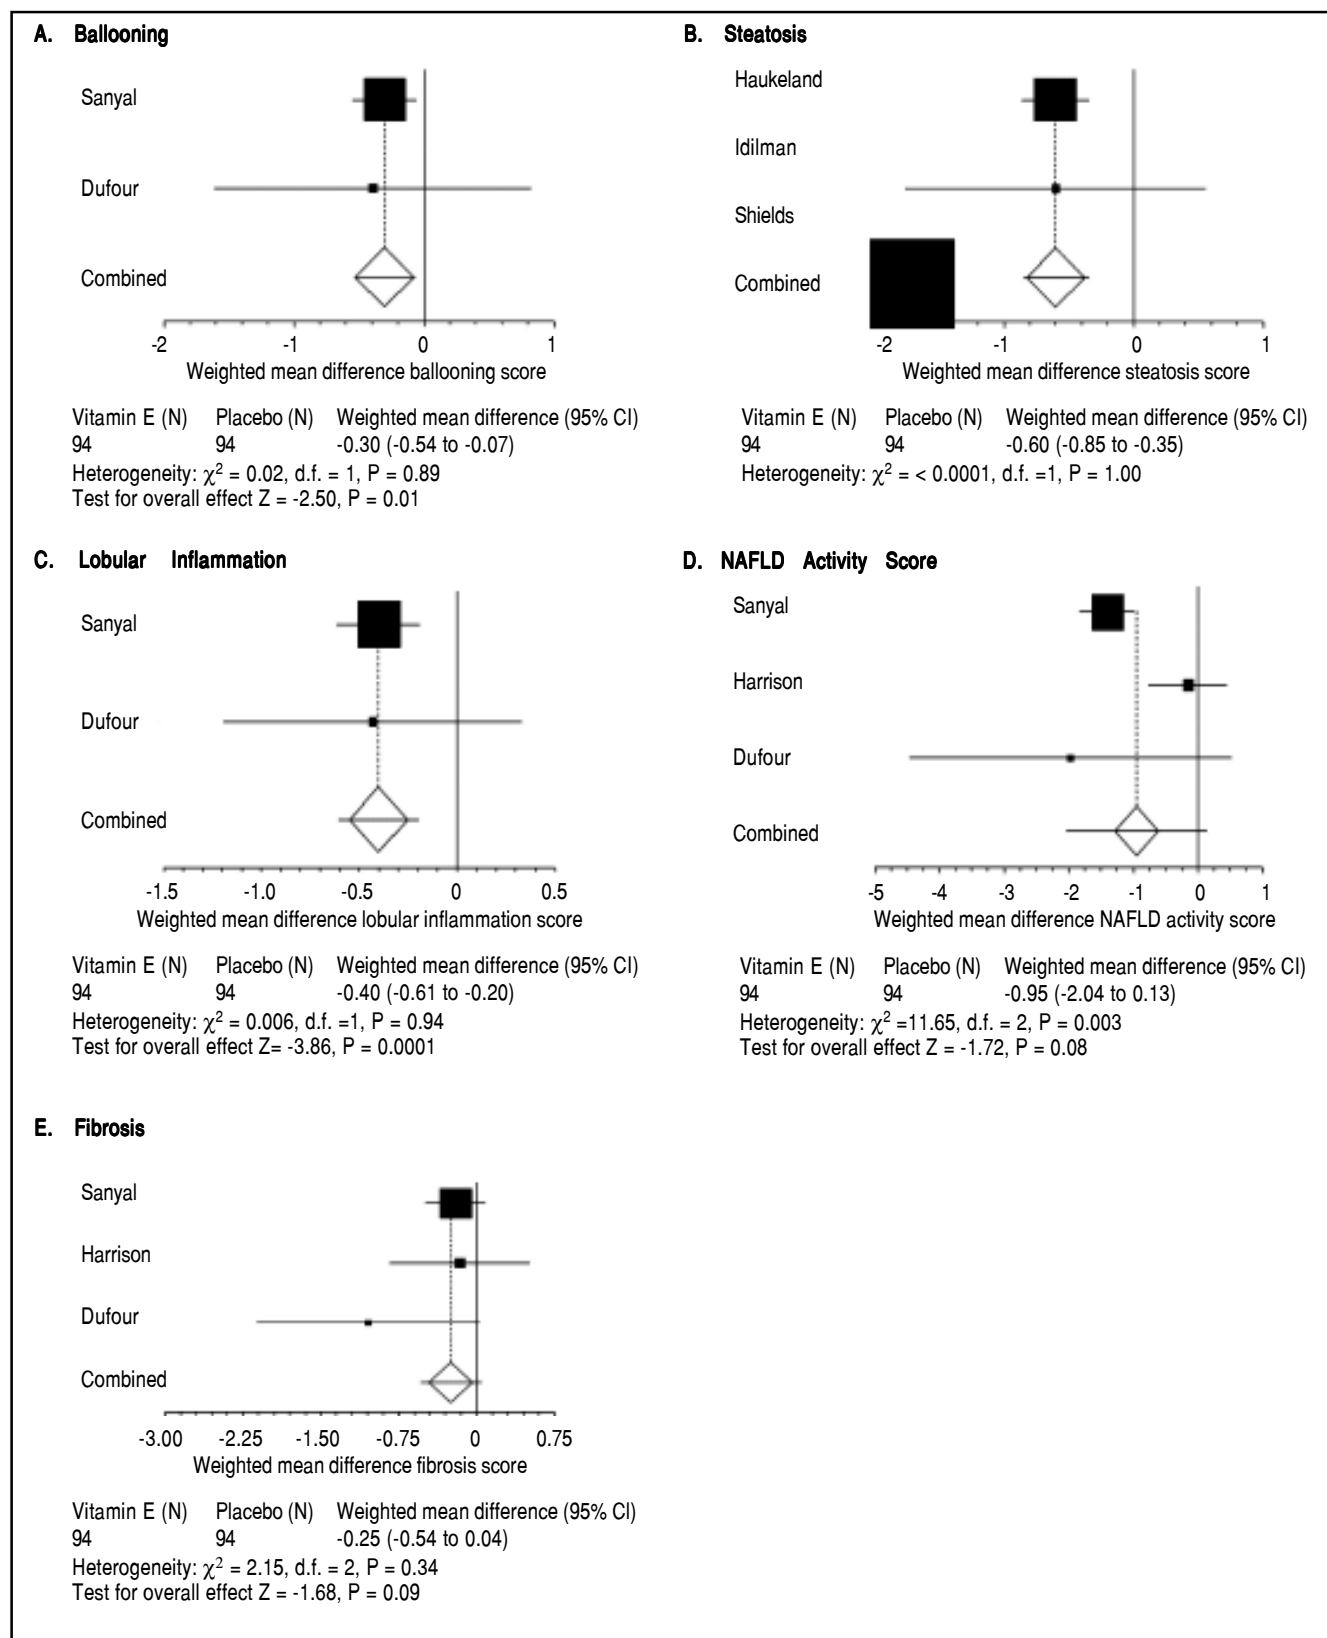 A. Ballooning
Sanyal
Dufour
Combined
-2 -1 0 1
Weighted mean difference ballooning score
Vitamin E (N) Placebo (N) Weighted mean difference (95% CI)
94 94 -0.30 (-0.54 to -0.07)
Heterogeneity: χ² = 0.02, d.f. = 1, P = 0.89
Test for overall effect Z = -2.50, P = 0.01
B. Steatosis
Haukeland
Idilman
Shields
Combined
-2 -1 0 1
Weighted mean difference steatosis score
Vitamin E (N) Placebo (N) Weighted mean difference (95% CI)
94 94 -0.60 (-0.85 to -0.35)
Heterogeneity: χ² = < 0.0001, d.f. =1, P = 1.00
C. Lobular Inflammation
Sanyal
Dufour
Combined
-1.5 -1.0 -0.5 0 0.5
Weighted mean difference lobular inflammation score
Vitamin E (N) Placebo (N) Weighted mean difference (95% CI)
94 94 -0.40 (-0.61 to -0.20)
Heterogeneity: χ² = 0.006, d.f. =1, P = 0.94
Test for overall effect Z= -3.86, P = 0.0001
D. NAFLD Activity Score
Sanyal
Harrison
Dufour
Combined
-5 -4 -3 -2 -1 0 1
Weighted mean difference NAFLD activity score
Vitamin E (N) Placebo (N) Weighted mean difference (95% CI)
94 94 -0.95 (-2.04 to 0.13)
Heterogeneity: χ² =11.65, d.f. = 2, P = 0.003
Test for overall effect Z = -1.72, P = 0.08
E. Fibrosis
Sanyal
Harrison
Dufour
Combined
-3.00 -2.25 -1.50 -0.75 0 0.75
Weighted mean difference fibrosis score
Vitamin E (N) Placebo (N) Weighted mean difference (95% CI)
94 94 -0.25 (-0.54 to 0.04)
Heterogeneity: χ² = 2.15, d.f. = 2, P = 0.34
Test for overall effect Z = -1.68, P = 0.09